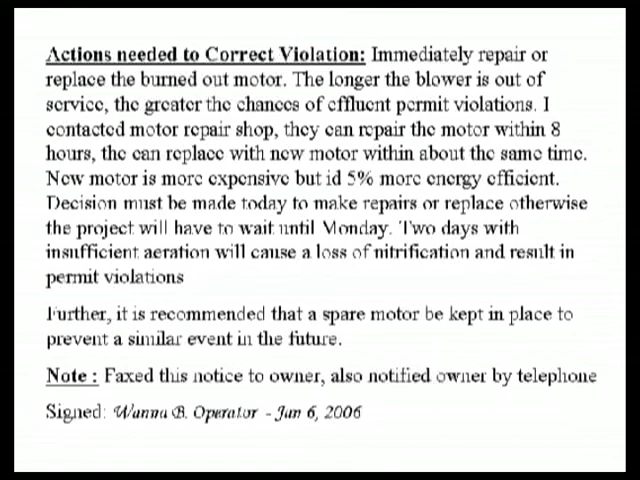 Actions needed to Correct Violation: Immediately repair or
replace the burned out motor. The longer the blower is out of
service, the greater the chances of effluent permit violations. I
contacted motor repair shop, they can repair the motor within 8
hours, the can replace with new motor within about the same time.
New motor is more expensive but id 5% more energy efficient.
Decision must be made today to make repairs or replace otherwise
the project will have to wait until Monday. Two days with
insufficient aeration will cause a loss of nitrification and result in
permit violations
Further, it is recommended that a spare motor be kept in place to
prevent a similar event in the future.
Note : Faxed this notice to owner, also notified owner by telephone
Signed: Wanna B. Operator - Jun 6, 2006